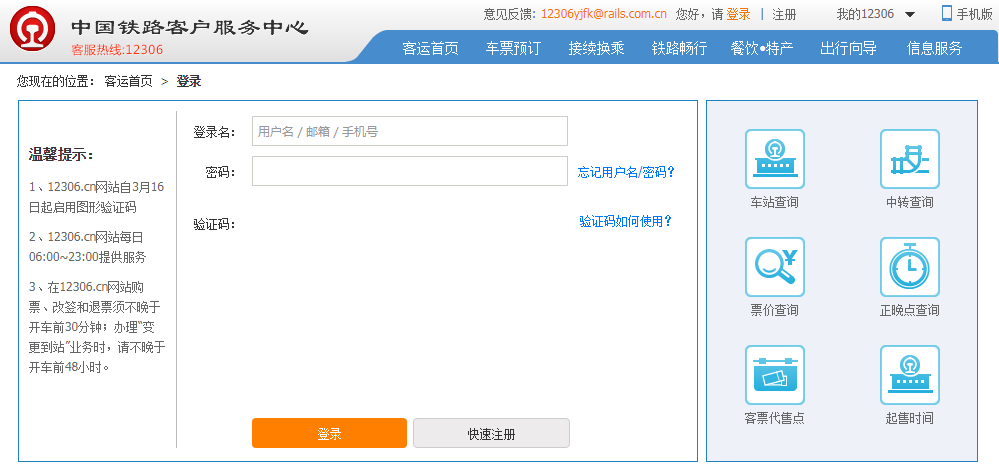 意见反馈: 12306yjfk@rails.com.cn 您好，请 登录 | 注册 我的12306 手机版
中国铁路客户服务中心
客服热线:12306
客运首页 车票预订 接续换乘 铁路畅行 餐饮•特产 出行向导 信息服务
您现在的位置： 客运首页 > 登录
温馨提示：
1、12306.cn网站自3月16
日起启用图形验证码
2、12306.cn网站每日
06:00~23:00提供服务
3、在12306.cn网站购
票、改签和退票须不晚于
开车前30分钟；办理“变
更到站”业务时，请不晚于
开车前48小时。
登录名： 用户名 / 邮箱 / 手机号
密码： 忘记用户名/密码？
验证码： 验证码如何使用？
登录 快速注册
车站查询 中转查询
票价查询 正晚点查询
客票代售点 起售时间